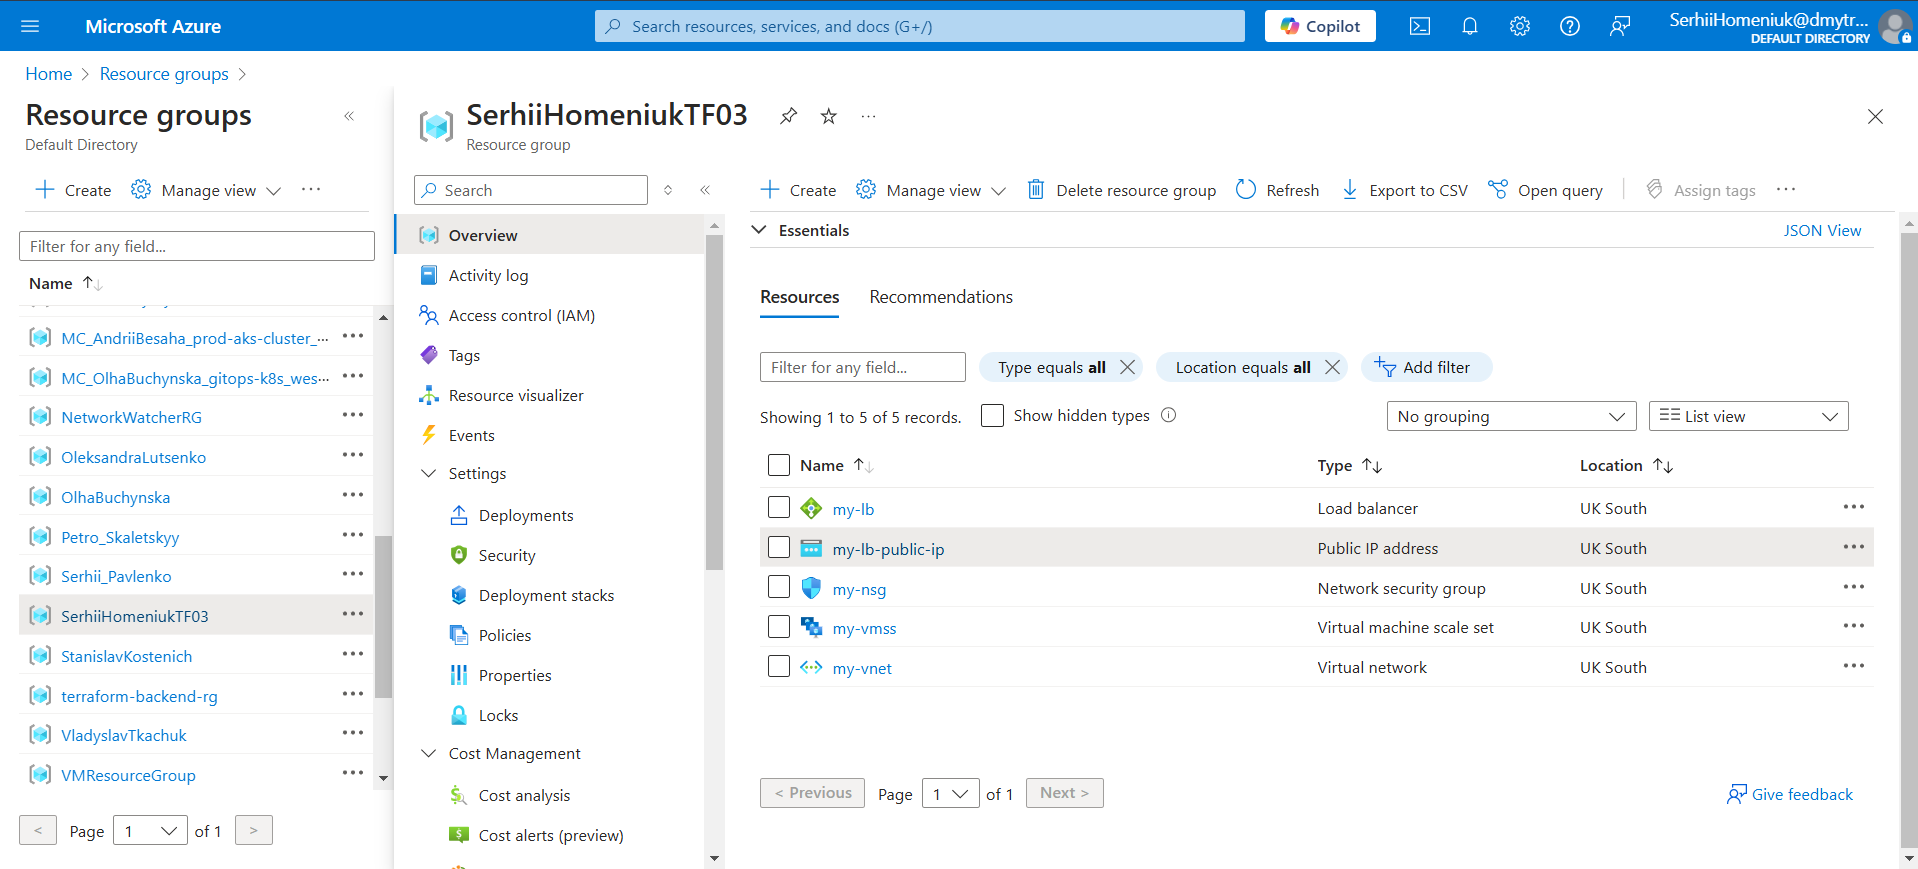 Microsoft Azure
Search resources, services, and docs (G+/)
Copilot
SerhiiHomeniuk@dmytr...
DEFAULT DIRECTORY
Home
Resource groups
Resource groups
Default Directory
Create
Manage view
Filter for any field...
Name
MC_AndriiBesaha_prod-aks-cluster_...
MC_OlhaBuchynska_gitops-k8s_wes...
NetworkWatcherRG
OleksandraLutsenko
OlhaBuchynska
Petro_Skaletskyy
Serhii_Pavlenko
SerhiiHomeniukTF03
StanislavKostenich
terraform-backend-rg
VladyslavTkachuk
VMResourceGroup
< Page 1 of 1 >
SerhiiHomeniukTF03
Resource group
Search
Overview
Activity log
Access control (IAM)
Tags
Resource visualizer
Events
Settings
Deployments
Security
Deployment stacks
Policies
Properties
Locks
Cost Management
Cost analysis
Cost alerts (preview)
Create
Manage view
Delete resource group
Refresh
Export to CSV
Open query
Assign tags
Essentials
JSON View
Resources
Recommendations
Filter for any field...
Type equals all
Location equals all
Add filter
Showing 1 to 5 of 5 records.
Show hidden types
No grouping
List view
Name Type Location
my-lb Load balancer UK South
my-lb-public-ip Public IP address UK South
my-nsg Network security group UK South
my-vmss Virtual machine scale set UK South
my-vnet Virtual network UK South
< Previous Page 1 of 1 Next >
Give feedback